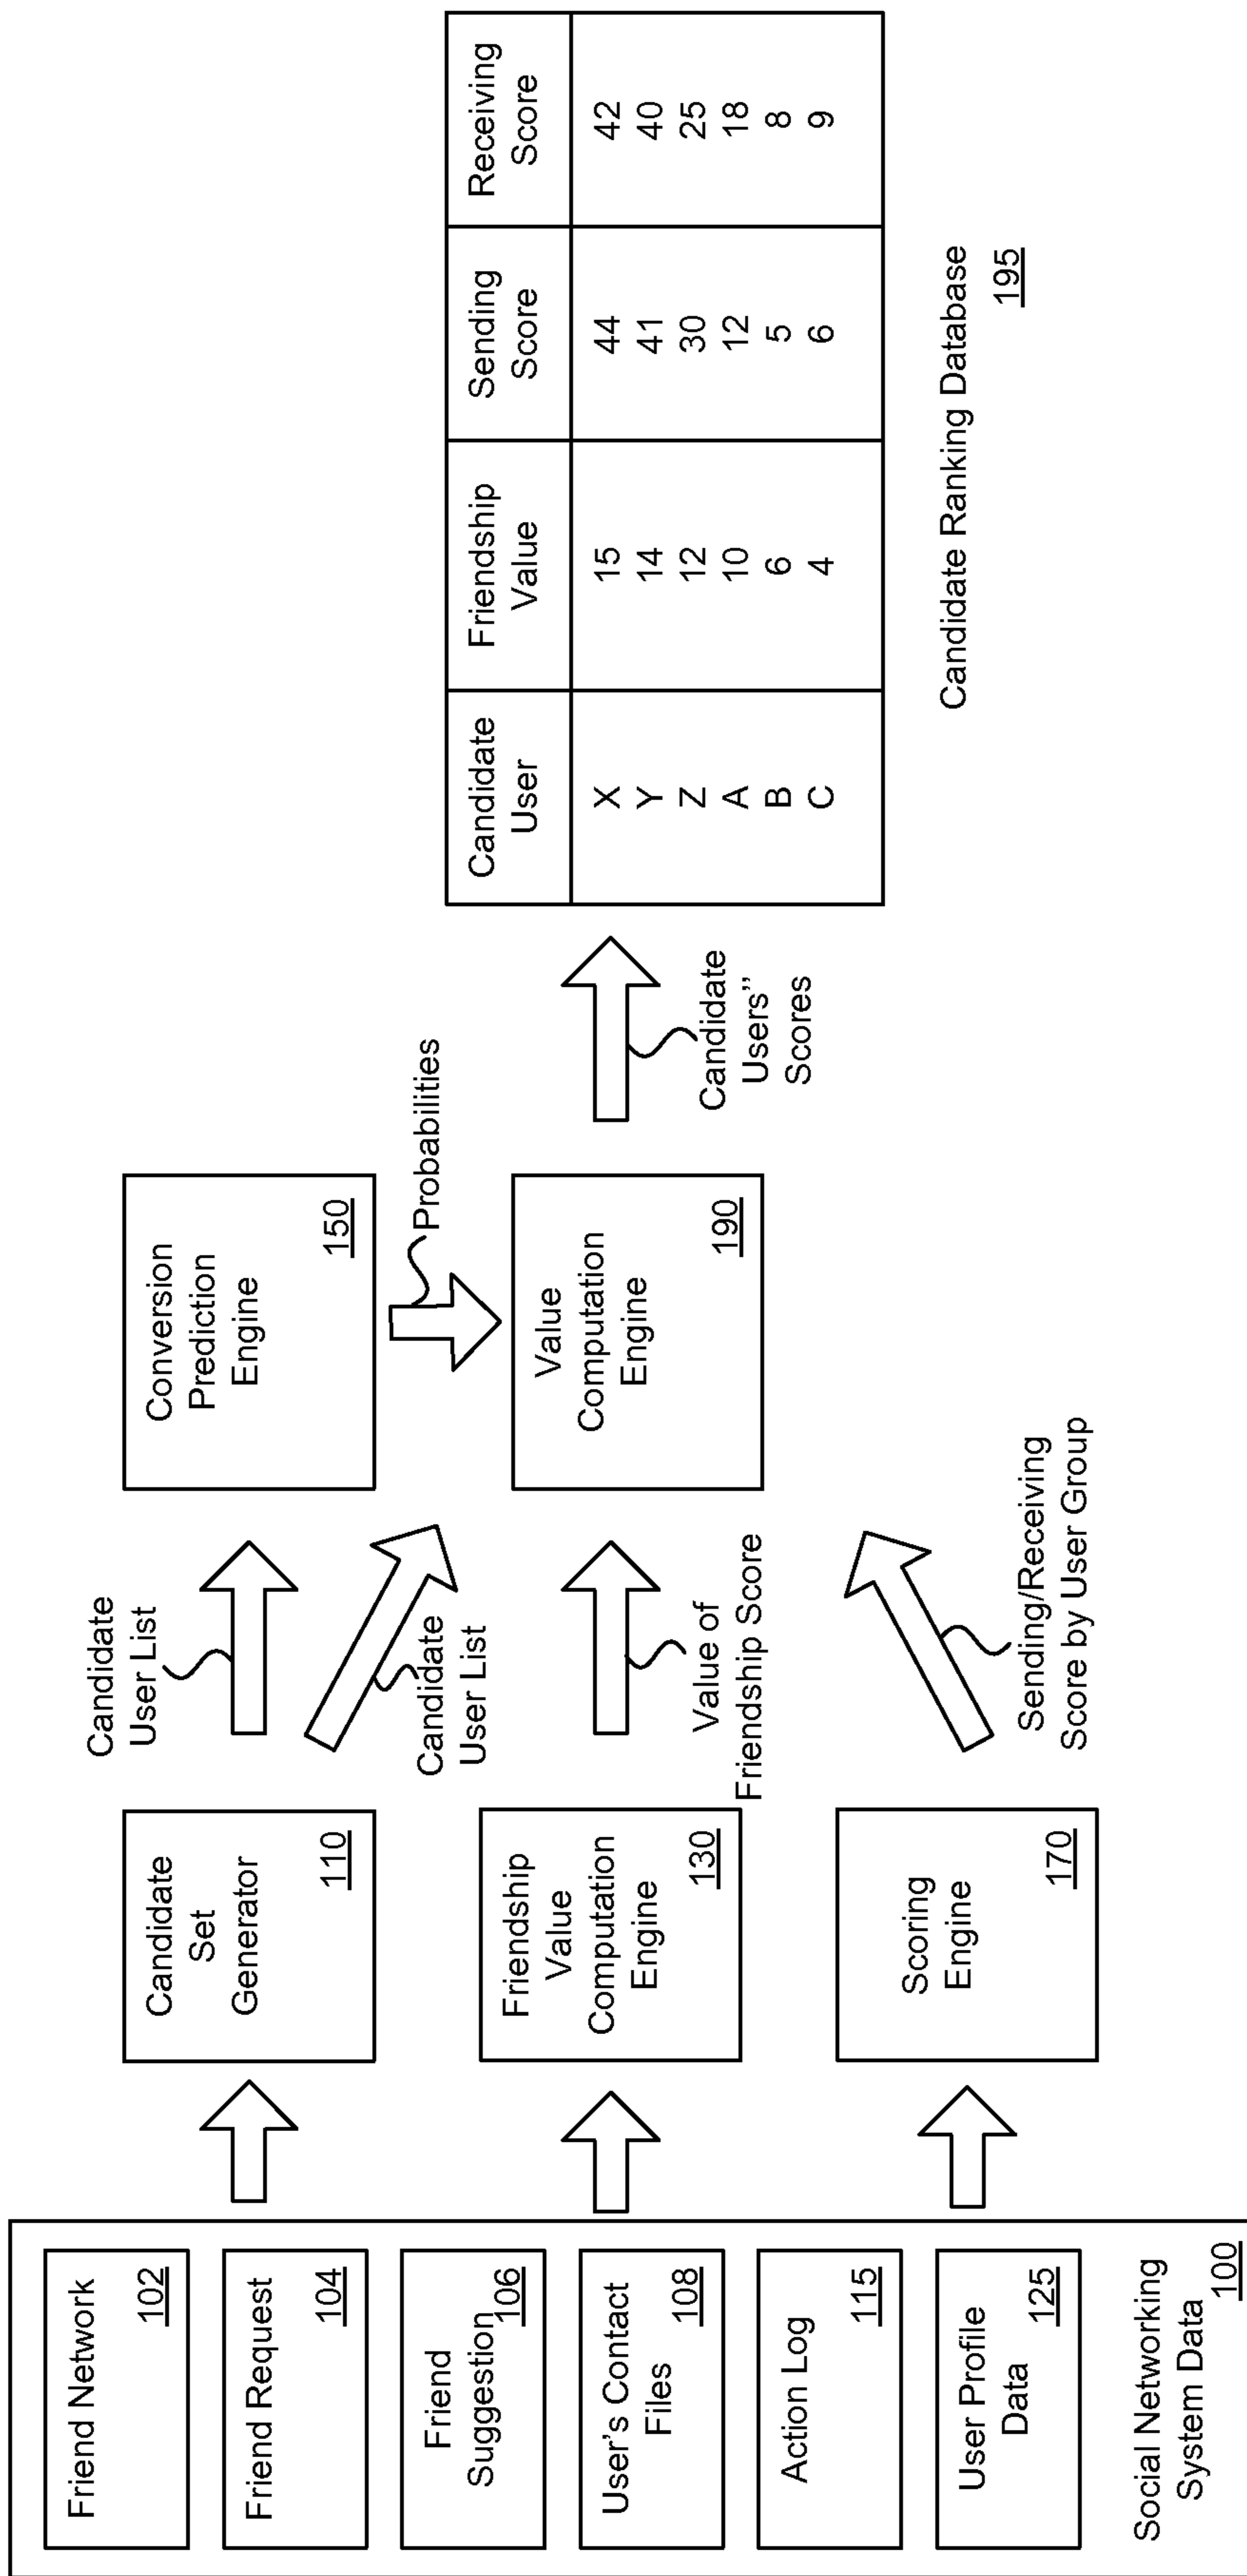 Friend Network
102
Friend Request
104
Friend
Suggestion
106
User's Contact
Files
108
Action Log
115
User Profile
Data
125
Social Networking
System Data
100
Candidate
Set
Generator
110
Friendship
Value
Computation
Engine
130
Scoring
Engine
170
Candidate
User List
Candidate
User List
Value of
Friendship Score
Sending/Receiving
Score by User Group
Conversion
Prediction
Engine
150
Probabilities
Value
Computation
Engine
190
Candidate
Users"
Scores
Candidate
User
Friendship
Value
Sending
Score
Receiving
Score
X 15 44 42
Y 14 41 40
Z 12 30 25
A 10 12 18
B 6 5 8
C 4 6 9
Candidate Ranking Database
195